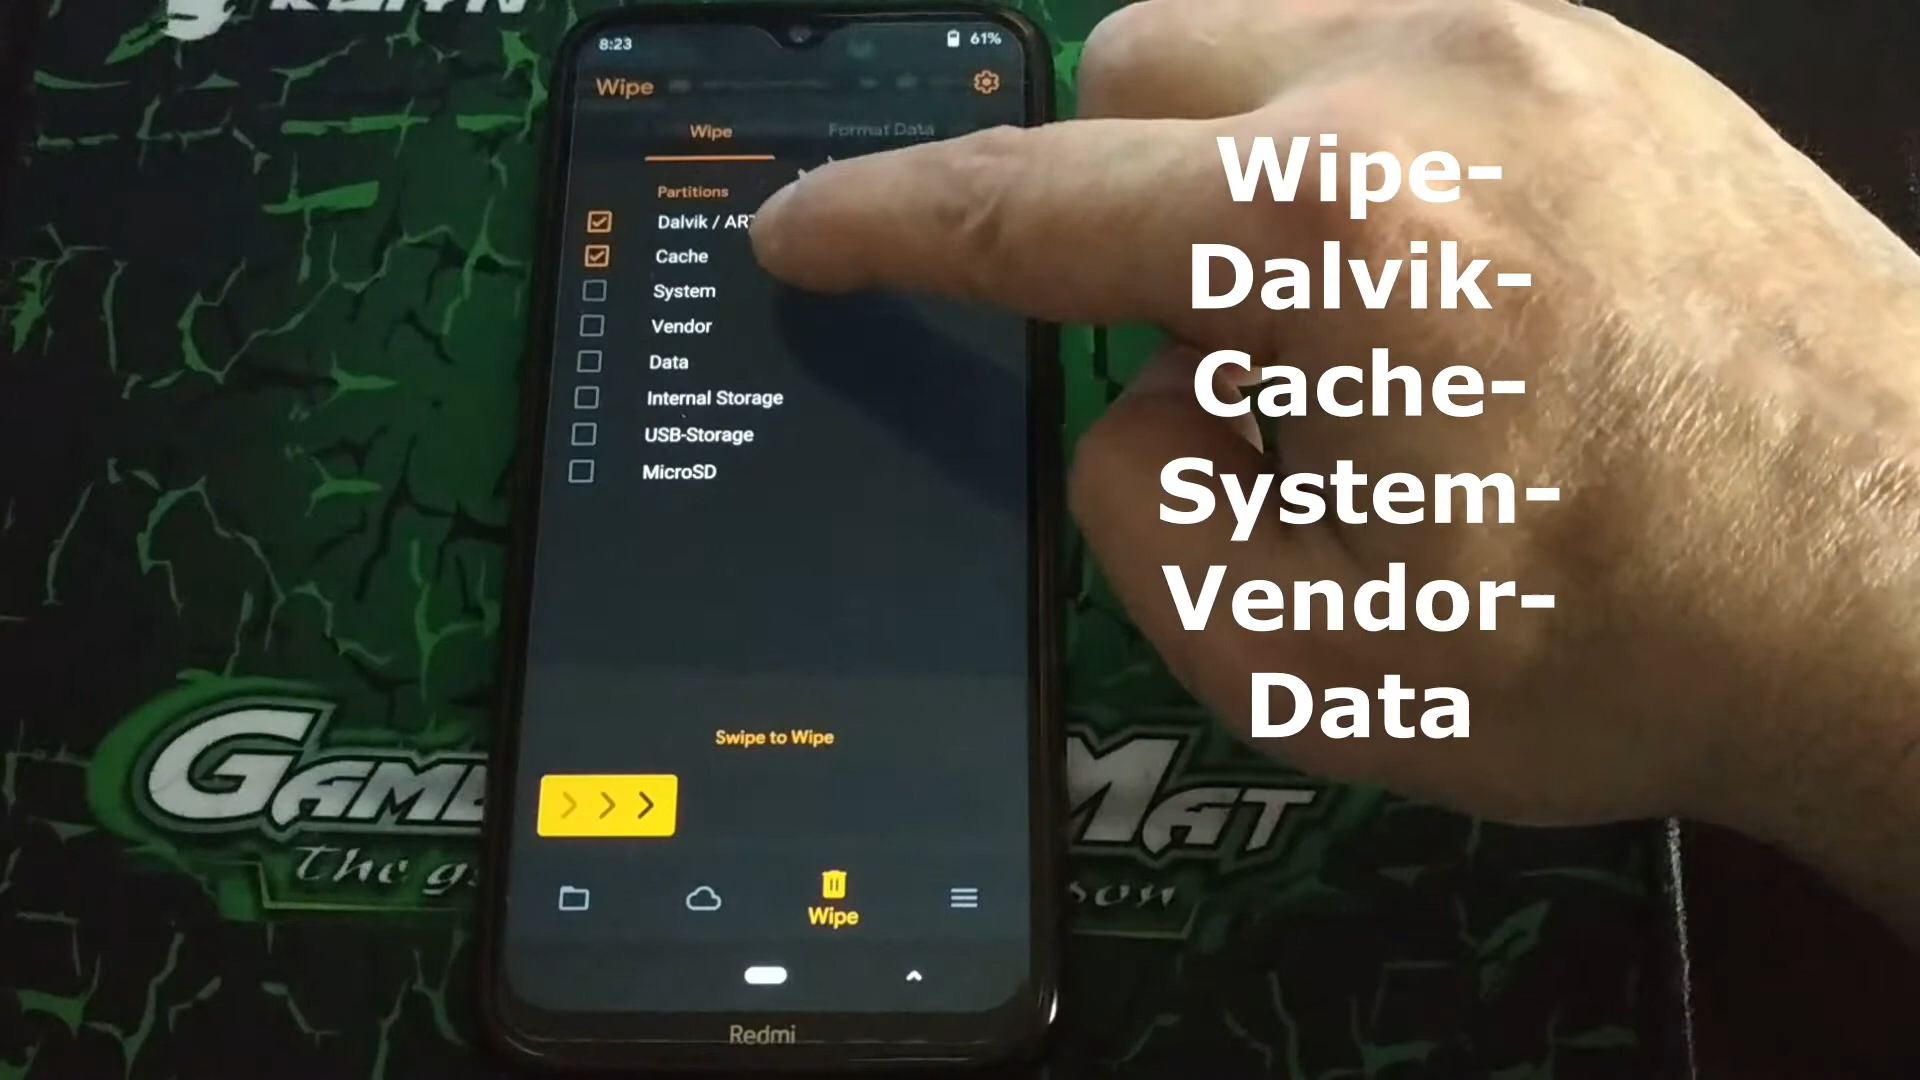 8:23
61%
Wipe
Wipe
Format Data
Partitions
Dalvik / ART
Cache
System
Vendor
Data
Internal Storage
USB-Storage
MicroSD
Swipe to Wipe
Wipe
Redmi
Wipe-
Dalvik-
Cache-
System-
Vendor-
Data